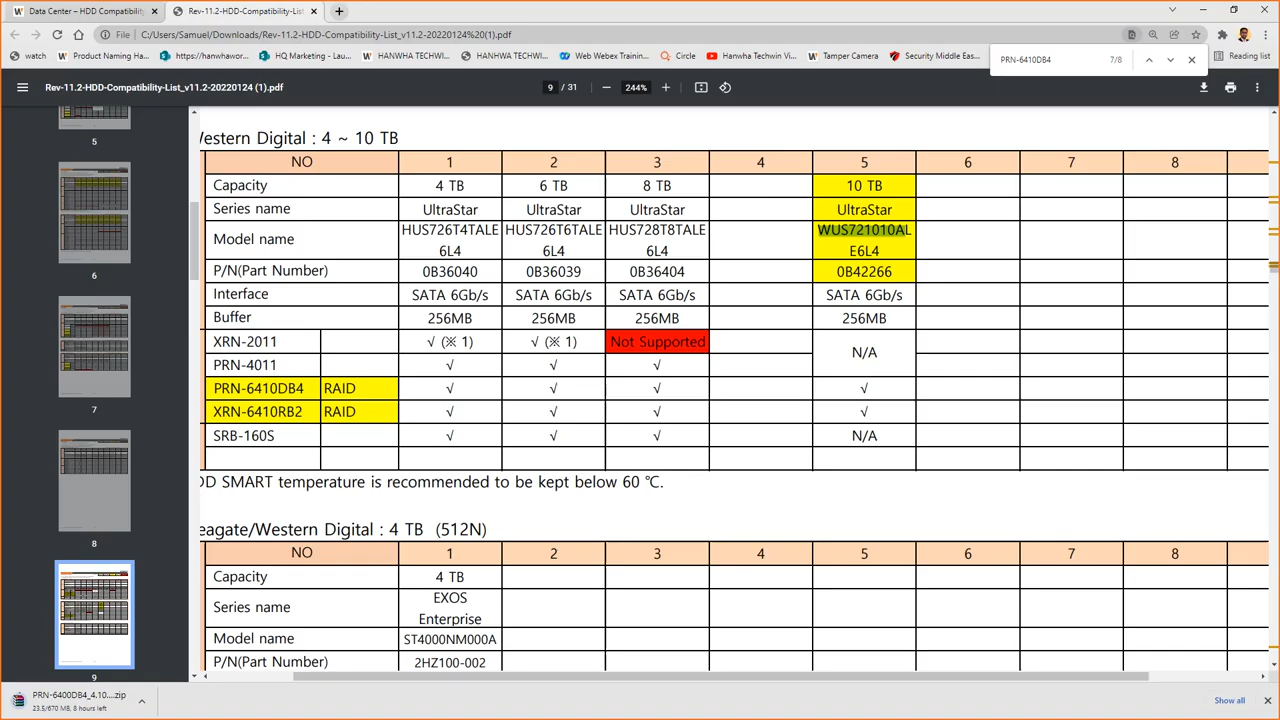 Data Center – HDD Compatibility
Rev-11.2-HDD-Compatibility-List
File
C:/Users/Samuel/Downloads/Rev-11.2-HDD-Compatibility-List_v11.2-20220124%20(1).pdf
watch
Product Naming Ha...
https://hanwhawor...
HQ Marketing - Lau...
HANWHA TECHWI...
HANHWA TECHWI...
Web Webex Training...
Circle
Hanwha Techwin Vi...
Tamper Camera
Security Middle Eas...
Reading list
PRN-6410DB4
7/8
Rev-11.2-HDD-Compatibility-List_v11.2-20220124 (1).pdf
9 / 31
244%
5
6
7
8
9
Western Digital : 4 ~ 10 TB
NO 1 2 3 4 5 6 7 8
Capacity 4 TB 6 TB 8 TB 10 TB
Series name UltraStar UltraStar UltraStar UltraStar
Model name HUS726T4TALE 6L4 HUS726T6TALE 6L4 HUS728T8TALE 6L4 WUS721010AL E6L4
P/N(Part Number) 0B36040 0B36039 0B36404 0B42266
Interface SATA 6Gb/s SATA 6Gb/s SATA 6Gb/s SATA 6Gb/s
Buffer 256MB 256MB 256MB 256MB
XRN-2011 √ (※ 1) √ (※ 1) Not Supported N/A
PRN-4011 √ √ √
PRN-6410DB4 RAID √ √ √ √
XRN-6410RB2 RAID √ √ √ √
SRB-160S √ √ √ N/A
DD SMART temperature is recommended to be kept below 60 ℃.
eagate/Western Digital : 4 TB (512N)
NO 1 2 3 4 5 6 7 8
Capacity 4 TB
Series name EXOS Enterprise
Model name ST4000NM000A
P/N(Part Number) 2HZ100-002
PRN-6400DB4_4.10....zip
23.5/670 MB, 8 hours left
Show all